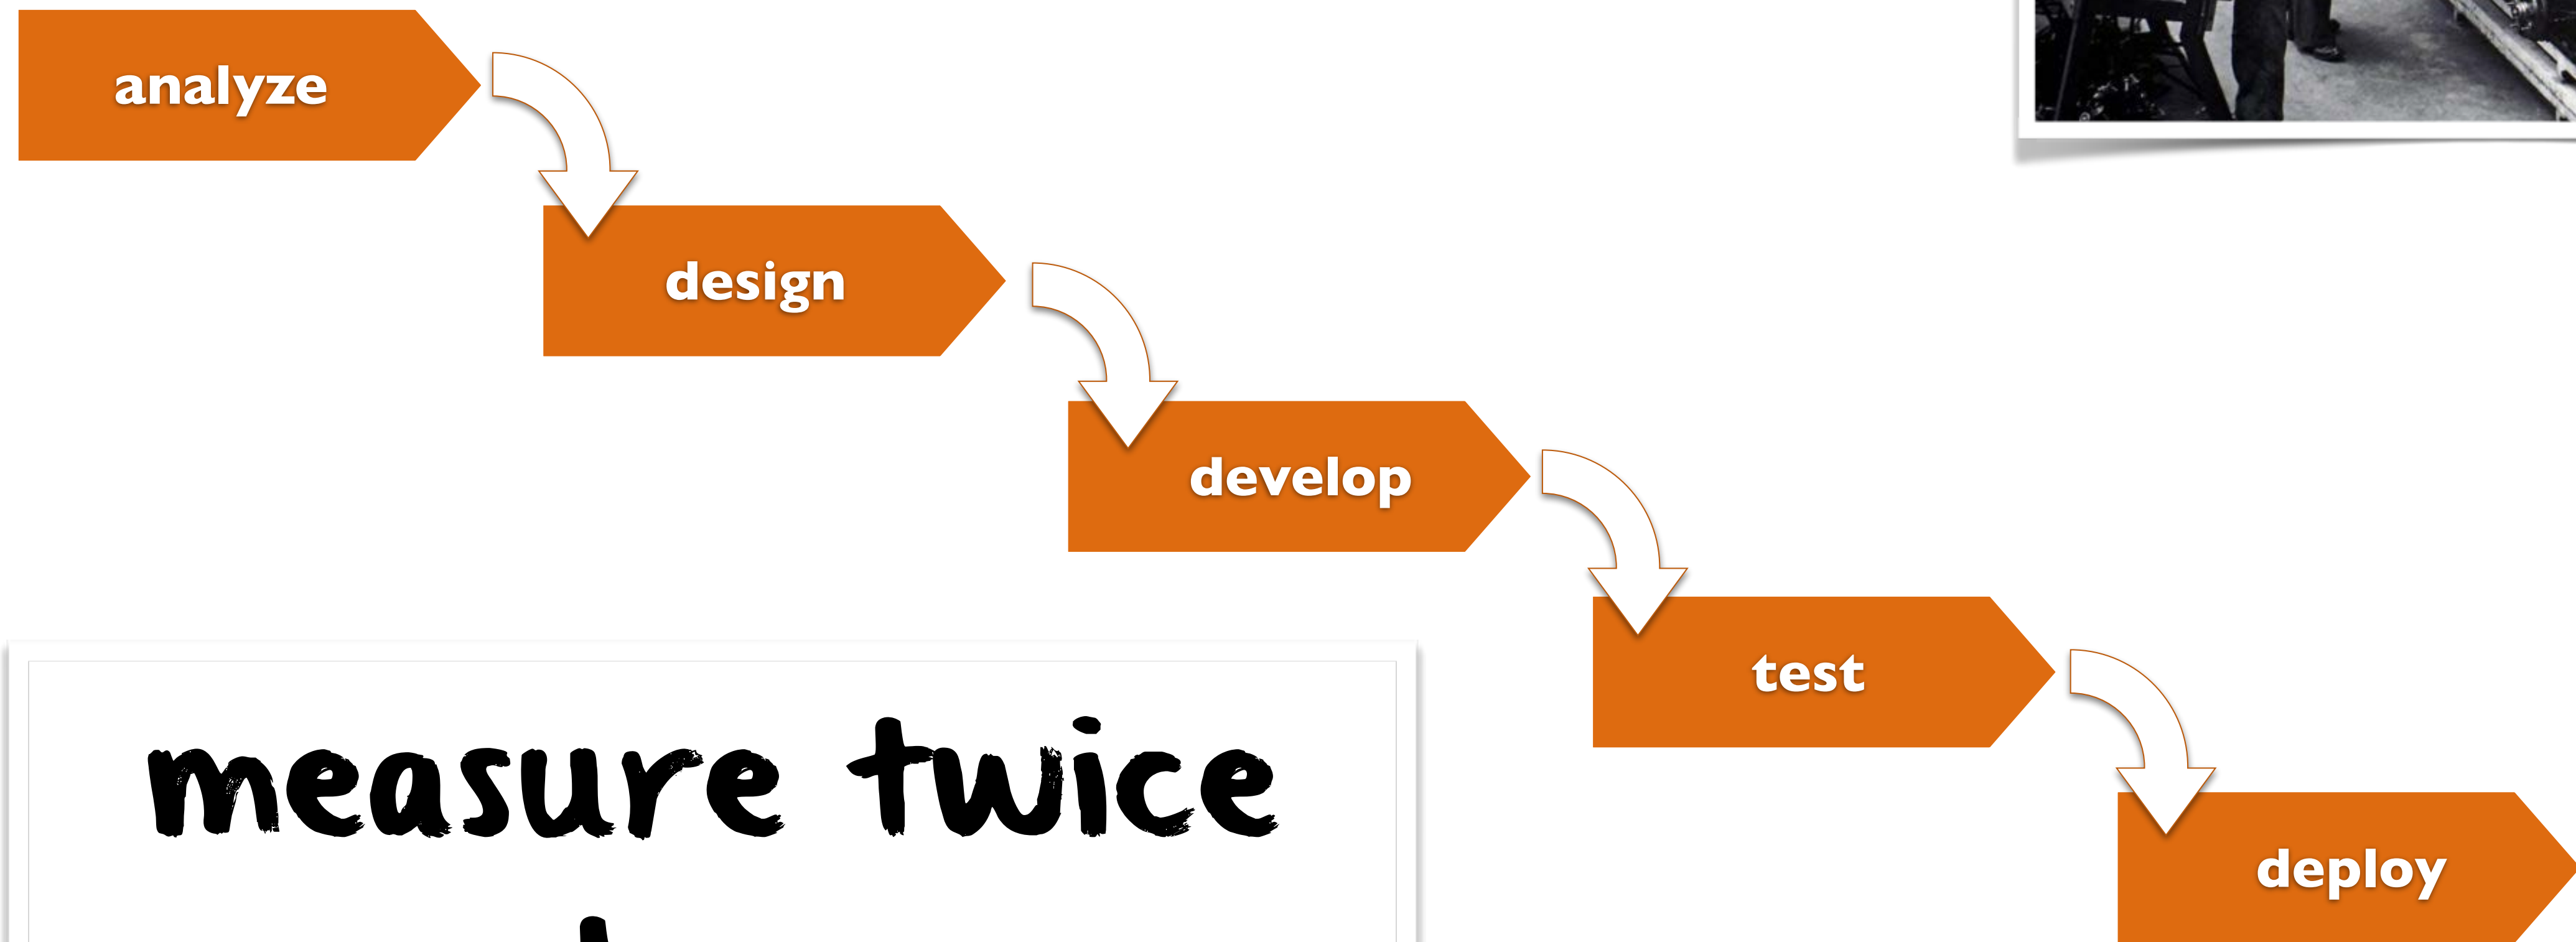 analyze
design
develop
test
deploy
measure twice